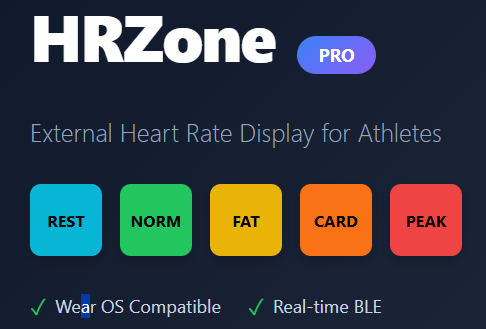 HRZone PRO
External Heart Rate Display for Athletes
REST NORM FAT CARD PEAK
✓ Wear OS Compatible ✓ Real-time BLE